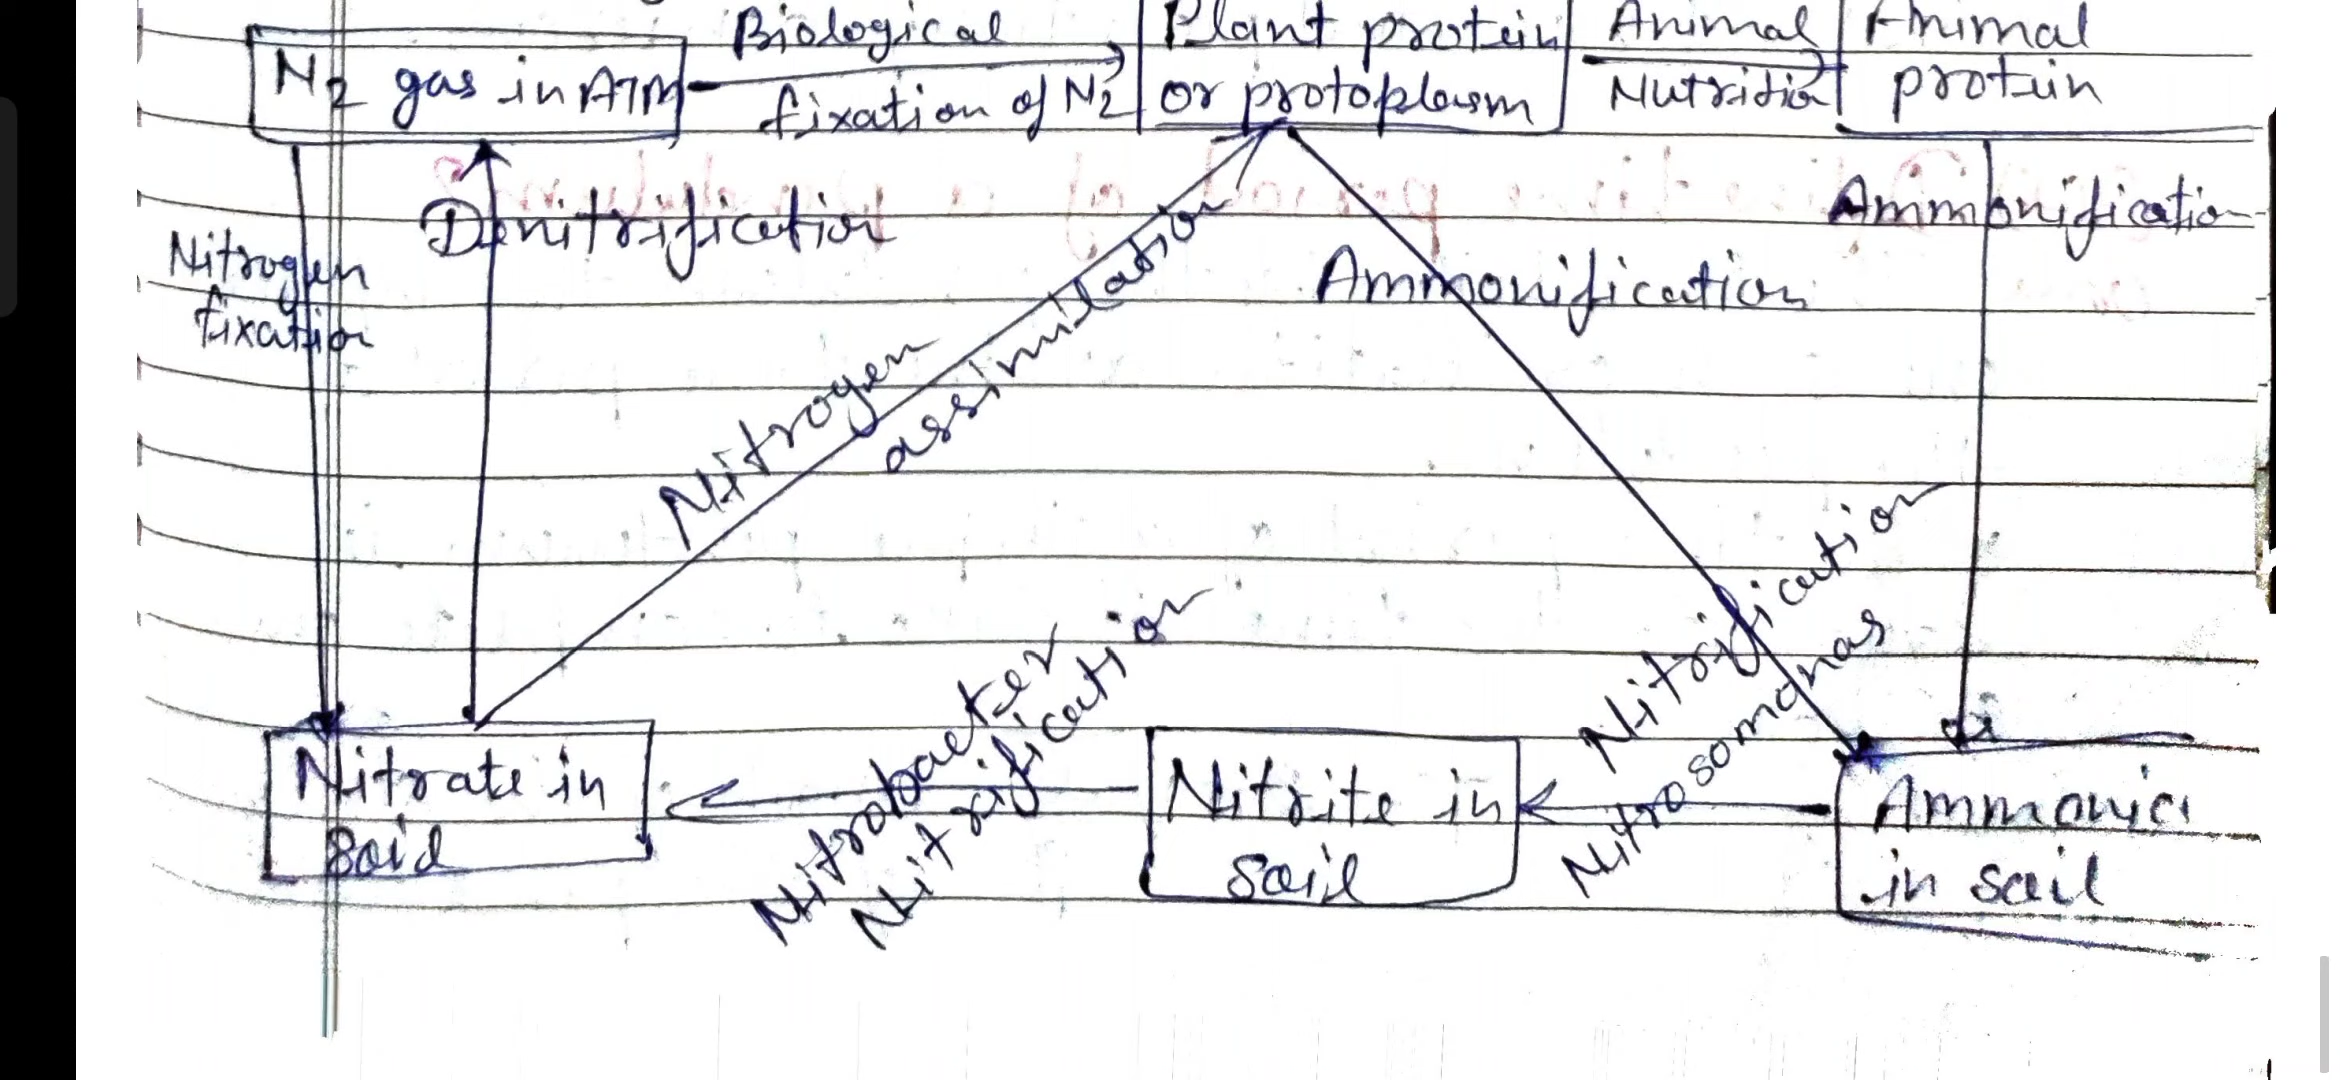 Biological
Plant protein
Animal
Animal
N2 gas in ATM
fixation of N2
or protoplasm
Nutrition
protein
Denitrification
Ammonification
Nitrogen
fixation
Ammonification
Nitrogen
assimilation
Nitrification
Nitrosomonas
Nitrobacter
Nitrification
Nitrate in
soil
Nitrite in
soil
Ammonia
in soil